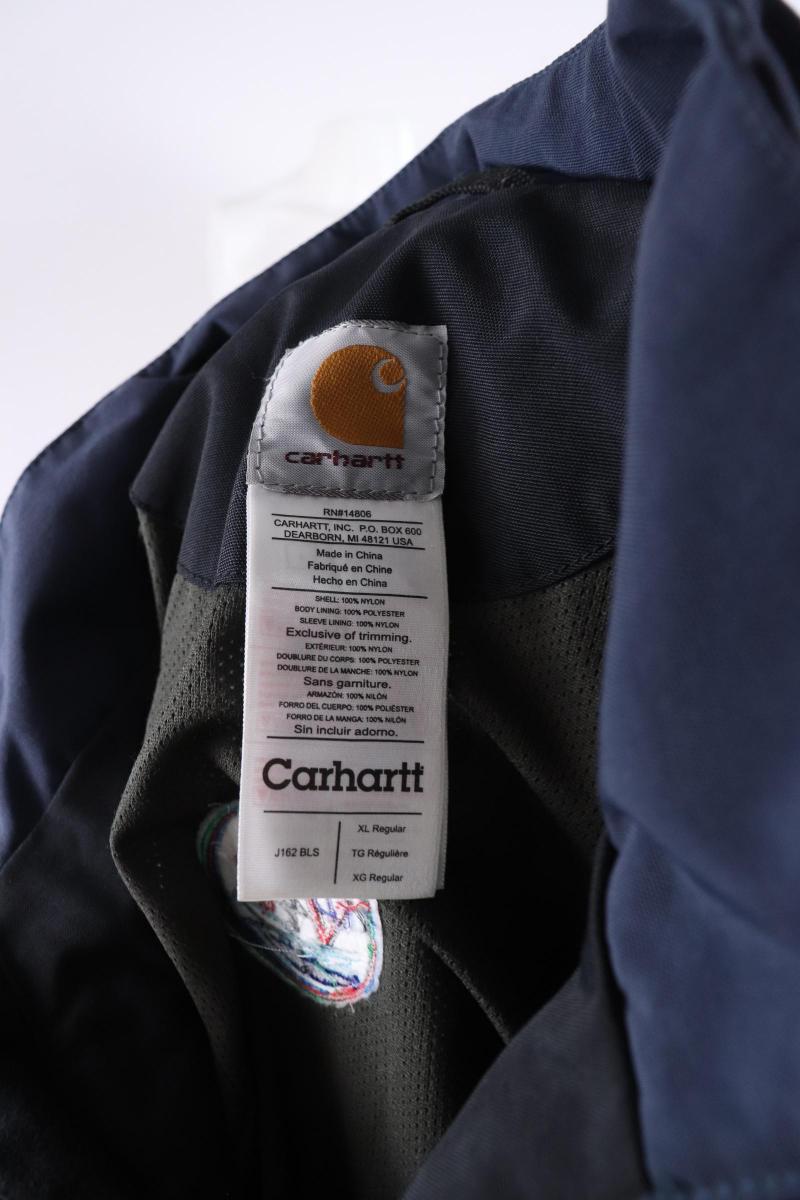 carhartt
RN#14806
CARHARTT, INC. P.O. BOX 600
DEARBORN, MI 48121 USA
Made in China
Fabriqué en Chine
Hecho en China
SHELL: 100% NYLON
BODY LINING: 100% POLYESTER
SLEEVE LINING: 100% NYLON
Exclusive of trimming.
EXTÉRIEUR: 100% NYLON
DOUBLURE DU CORPS: 100% POLYESTER
DOUBLURE DE LA MANCHE: 100% NYLON
Sans garniture.
ARMAZÓN: 100% NILÓN
FORRO DEL CUERPO: 100% POLIÉSTER
FORRO DE LA MANGA: 100% NILÓN
Sin incluir adorno.
Carhartt
XL Regular
J162 BLS TG Régulière
XG Regular